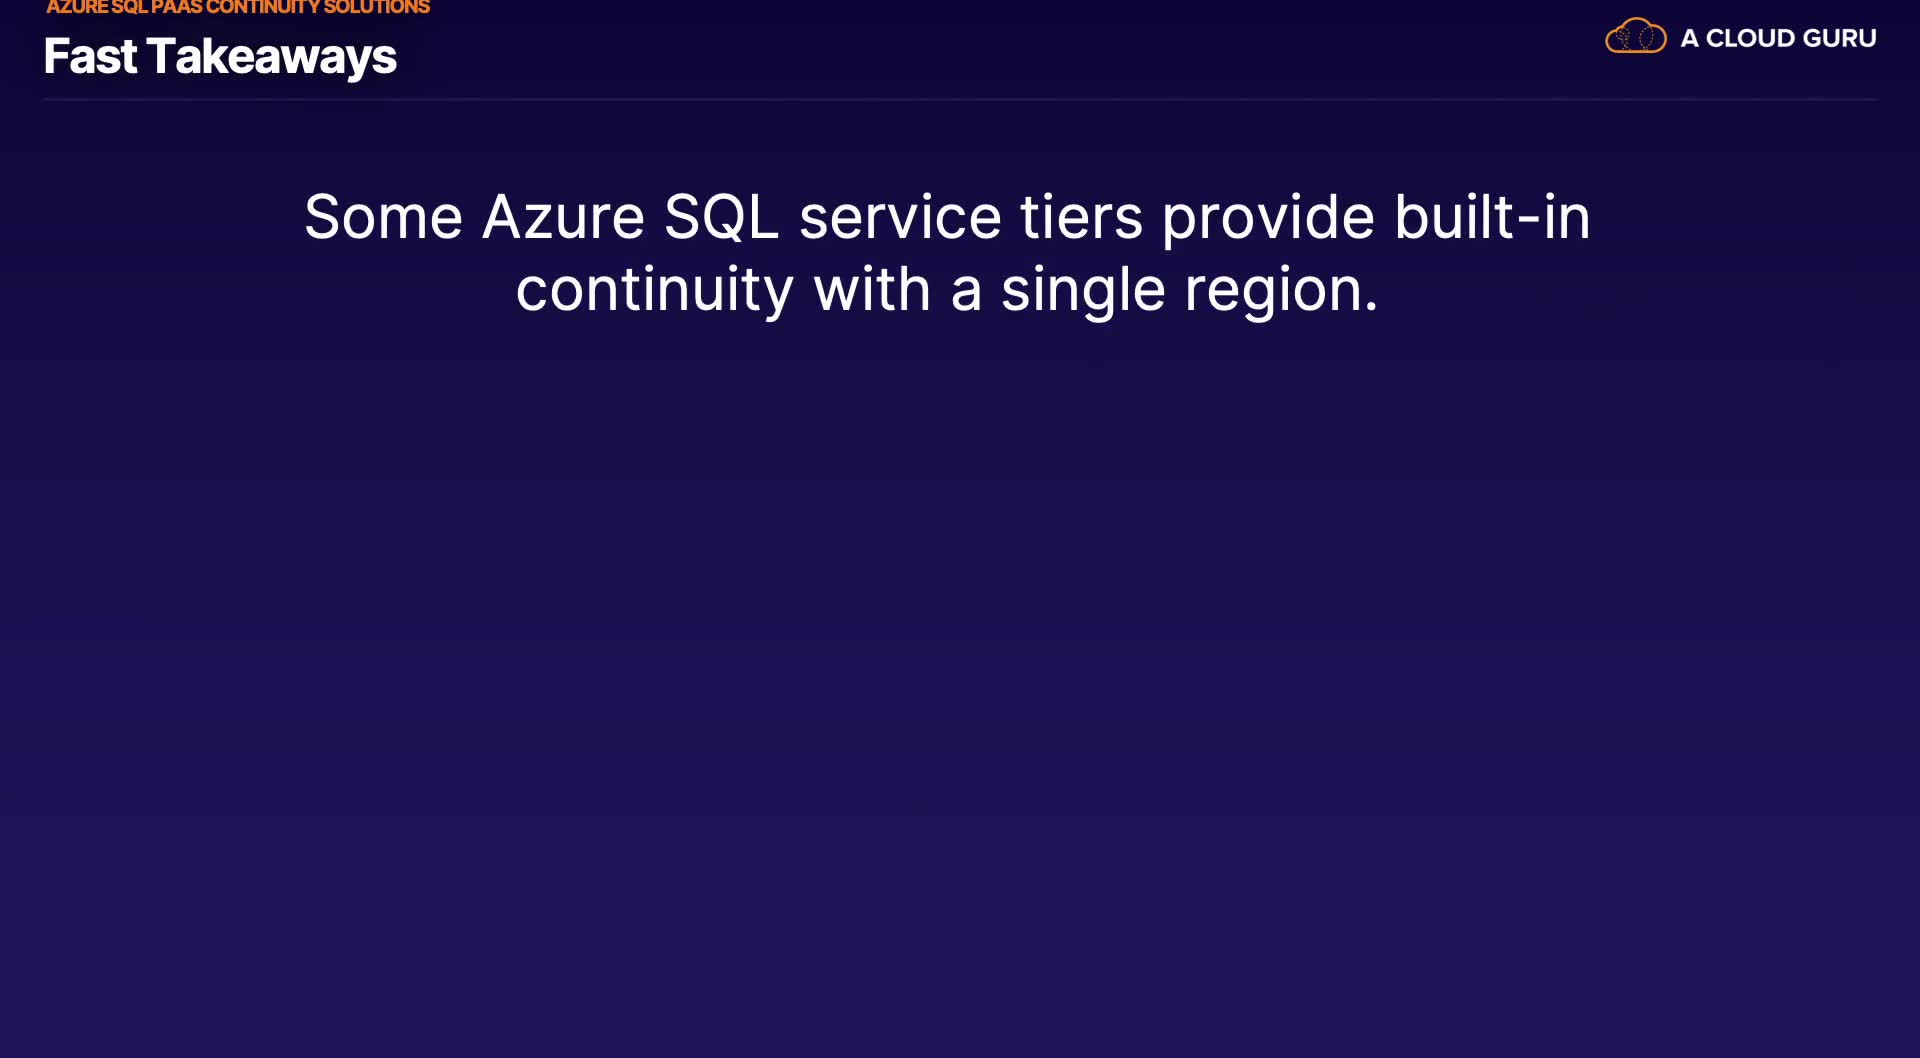 AZURE SQL PAAS CONTINUITY SOLUTIONS
Fast Takeaways
A CLOUD GURU
Some Azure SQL service tiers provide built-in
continuity with a single region.